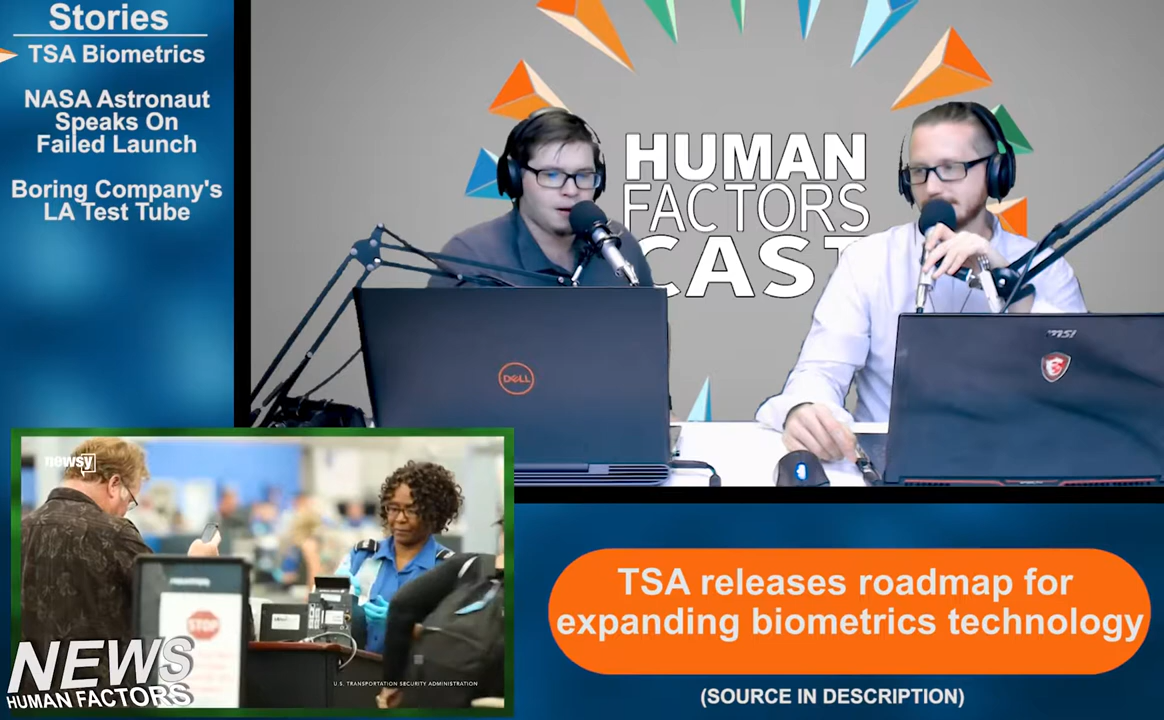 Stories
TSA Biometrics
NASA Astronaut
Speaks On
Failed Launch
Boring Company's
LA Test Tube
HUMAN
FACTORS
CAST
DELL
msi
newsy
STOP
U.S. TRANSPORTATION SECURITY ADMINISTRATION
NEWS
HUMAN FACTORS
TSA releases roadmap for
expanding biometrics technology
(SOURCE IN DESCRIPTION)